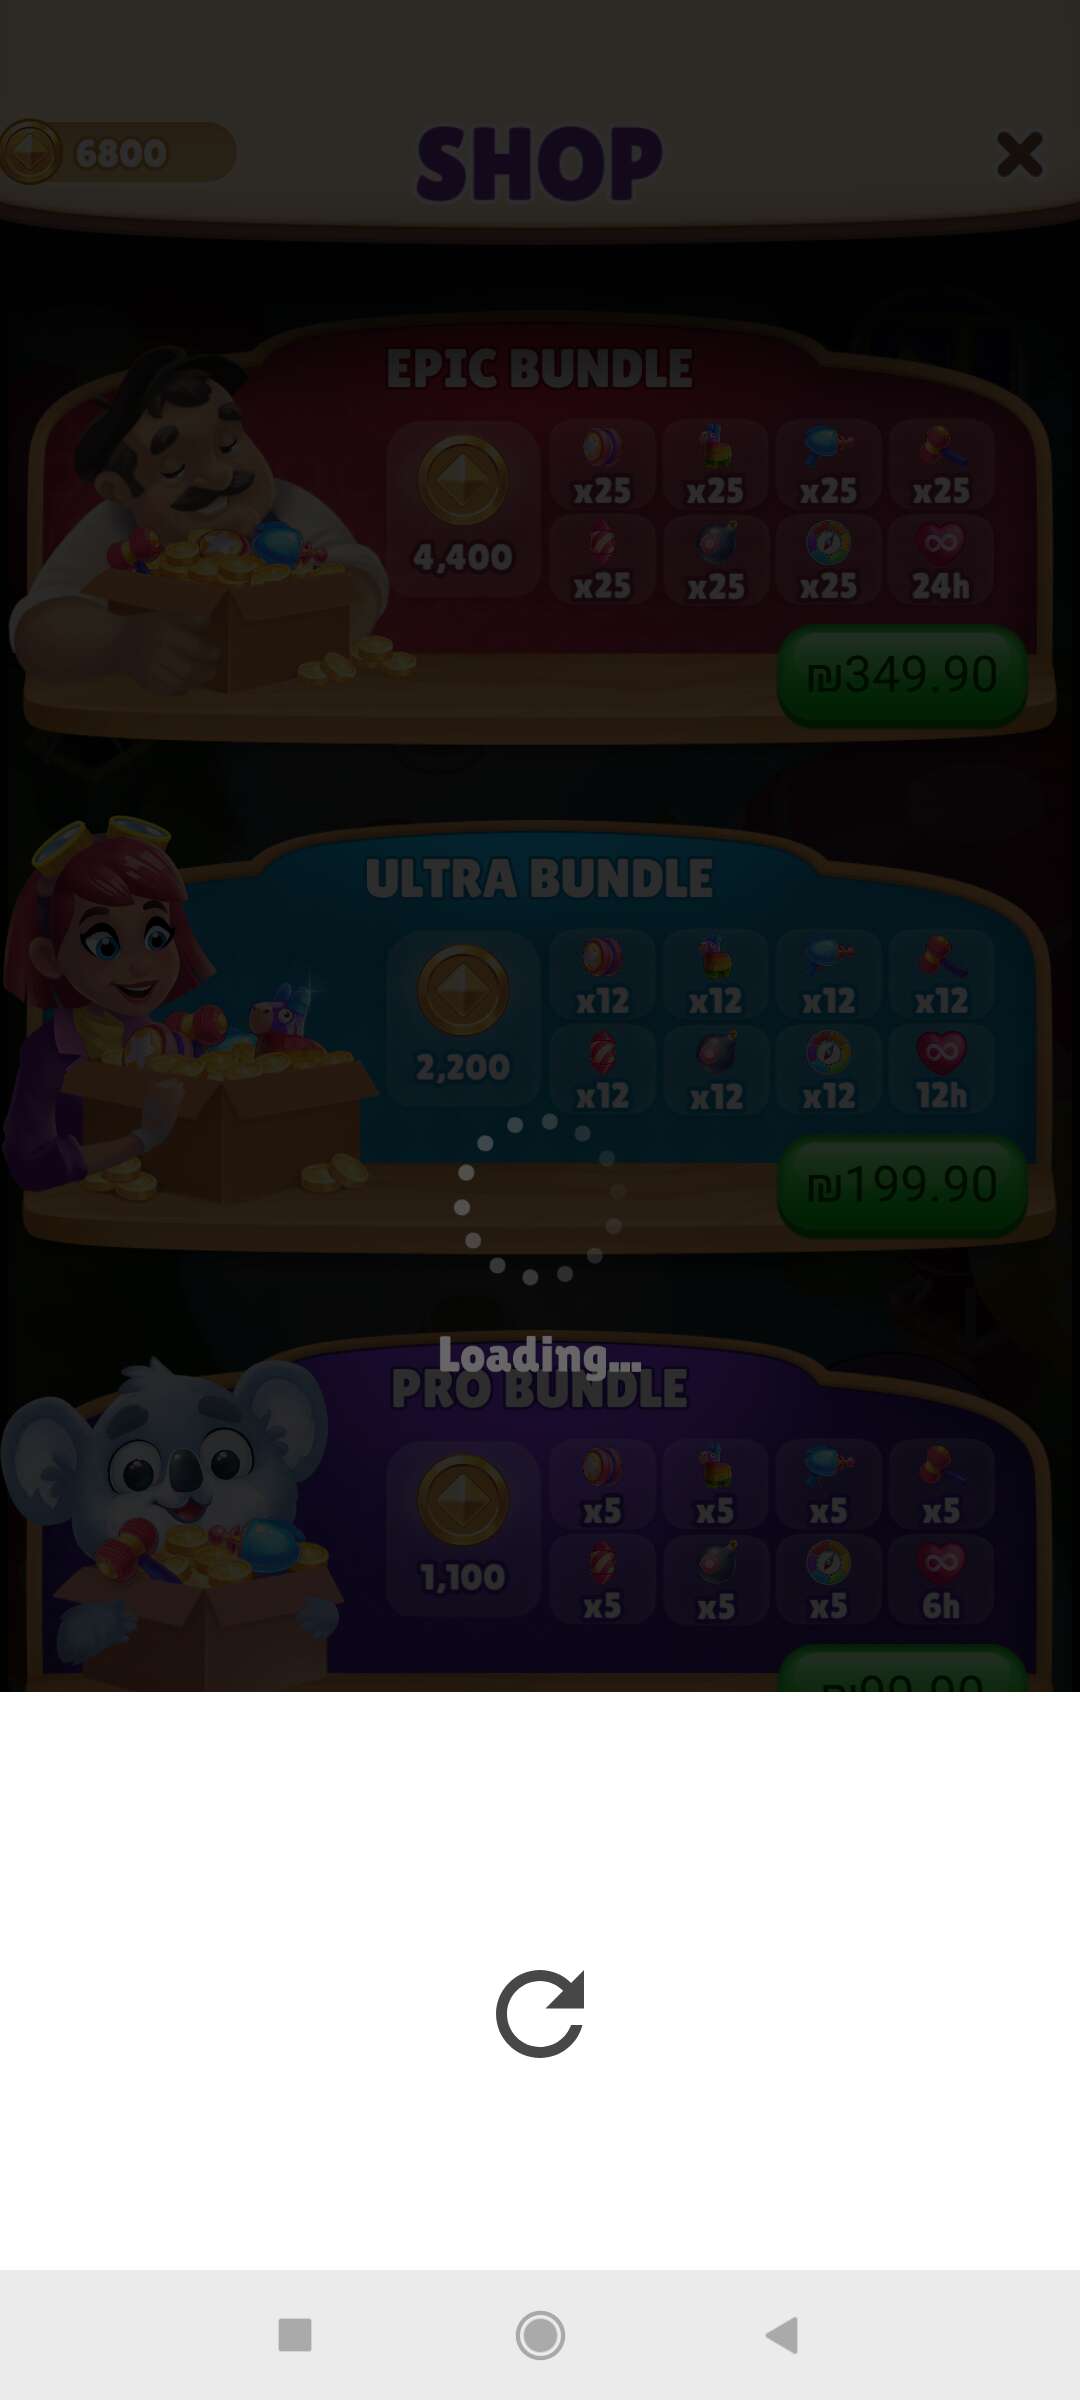 6800
SHOP
EPIC BUNDLE
x25 x25 x25 x25
4,400
x25 x25 x25 24h
₪349.90
ULTRA BUNDLE
x12 x12 x12 x12
2,200
x12 x12 x12 12h
₪199.90
Loading...
PRO BUNDLE
x5 x5 x5 x5
1,100
x5 x5 x5 6h
₪99.90